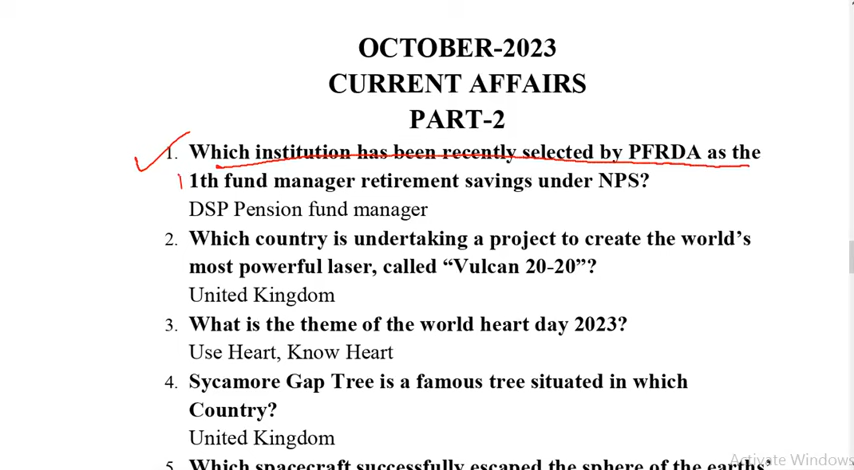 OCTOBER-2023
CURRENT AFFAIRS
PART-2
1. Which institution has been recently selected by PFRDA as the
11th fund manager retirement savings under NPS?
DSP Pension fund manager
2. Which country is undertaking a project to create the world's
most powerful laser, called “Vulcan 20-20”?
United Kingdom
3. What is the theme of the world heart day 2023?
Use Heart, Know Heart
4. Sycamore Gap Tree is a famous tree situated in which
Country?
United Kingdom
5. Which spacecraft successfully escaped the sphere of the earths'
Activate Windows